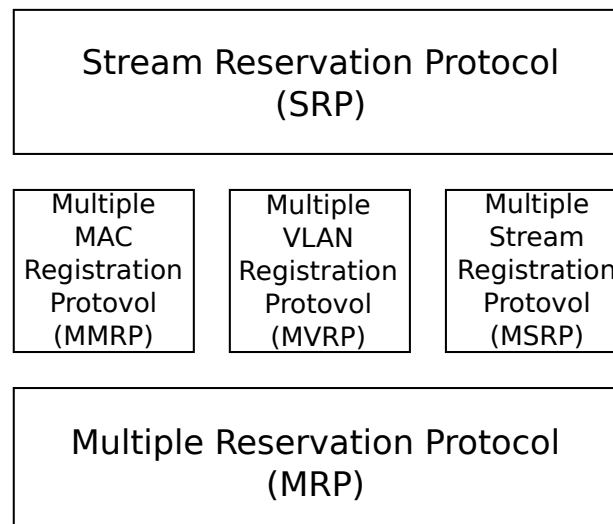 Stream Reservation Protocol
(SRP)
Multiple
MAC
Registration
Protovol
(MMRP)
Multiple
VLAN
Registration
Protovol
(MVRP)
Multiple
Stream
Registration
Protovol
(MSRP)
Multiple Reservation Protocol
(MRP)